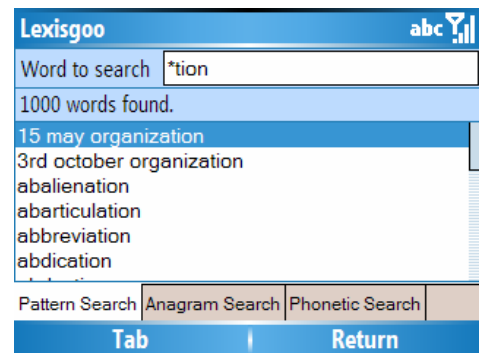 Lexisgoo abc
Word to search *tion
1000 words found.
15 may organization
3rd october organization
abalienation
abarticulation
abbreviation
abdication
Pattern Search Anagram Search Phonetic Search
Tab Return